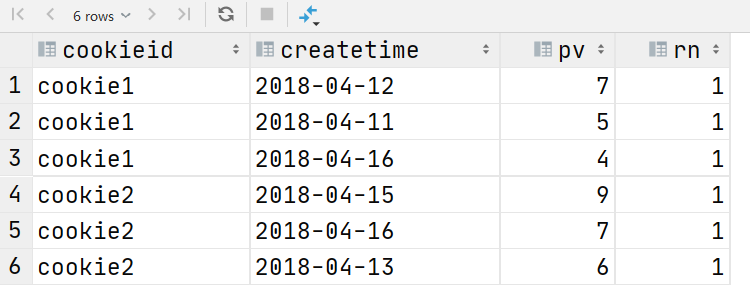 6 rows
cookieid createtime pv rn
1 cookie1 2018-04-12 7 1
2 cookie1 2018-04-11 5 1
3 cookie1 2018-04-16 4 1
4 cookie2 2018-04-15 9 1
5 cookie2 2018-04-16 7 1
6 cookie2 2018-04-13 6 1